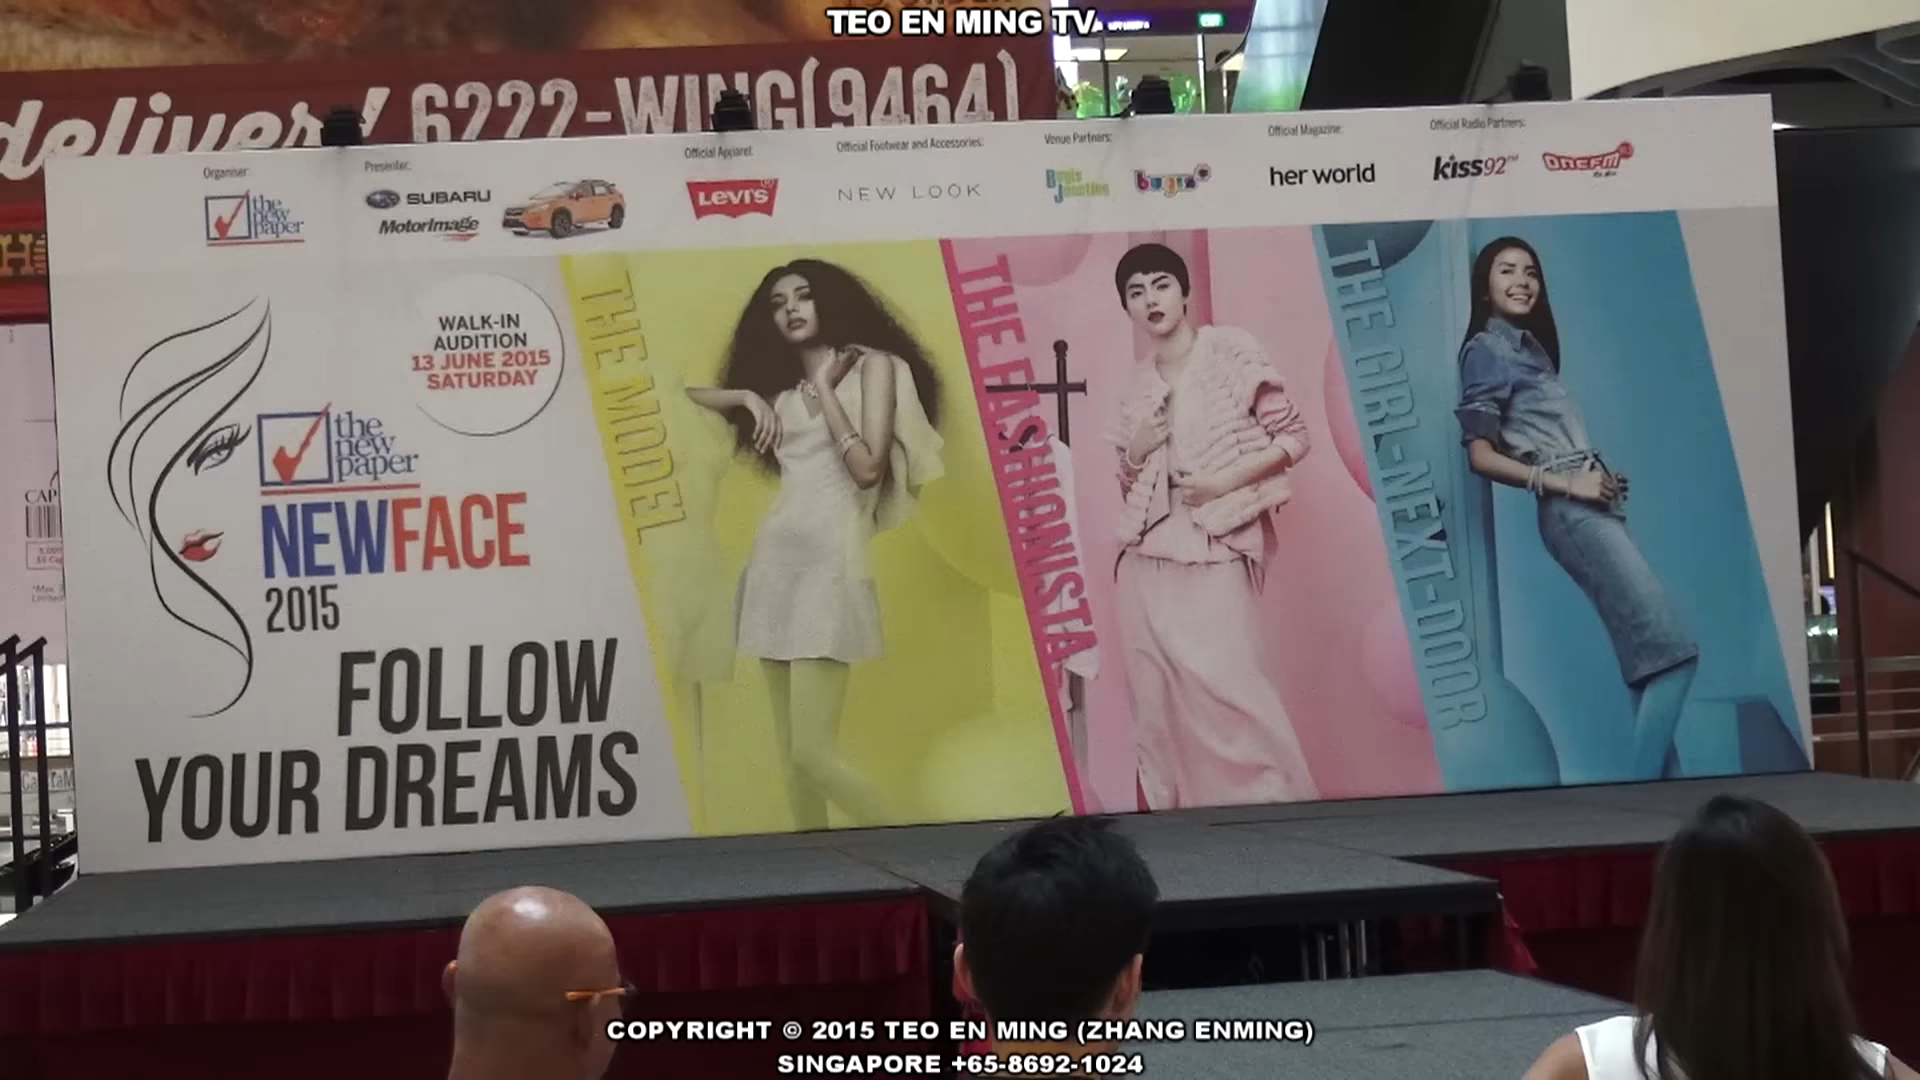 TEO EN MING TV
delivery! 6222-WING(9464)
Organiser:
the new paper
Presenter:
SUBARU
MotorImage
Official Apparel:
LEVI'S
Official Footwear and Accessories:
NEW LOOK
Venue Partners:
Bugis Junction
bugis+
Official Magazine:
her world
Official Radio Partners:
kiss92
ONE FM
WALK-IN
AUDITION
13 JUNE 2015
SATURDAY
the
new
paper
NEWFACE
2015
FOLLOW
YOUR DREAMS
THE MODEL
THE FASHIONISTA
THE GIRL-NEXT-DOOR
COPYRIGHT © 2015 TEO EN MING (ZHANG ENMING)
SINGAPORE +65-8692-1024